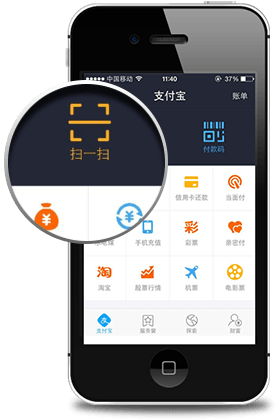 中国移动
11:40
37%
支付宝
账单
扫一扫
付款码
信用卡还款
当面付
手机充值
彩票
亲密付
淘宝
股票行情
机票
电影票
支付宝
服务窗
探索
财富